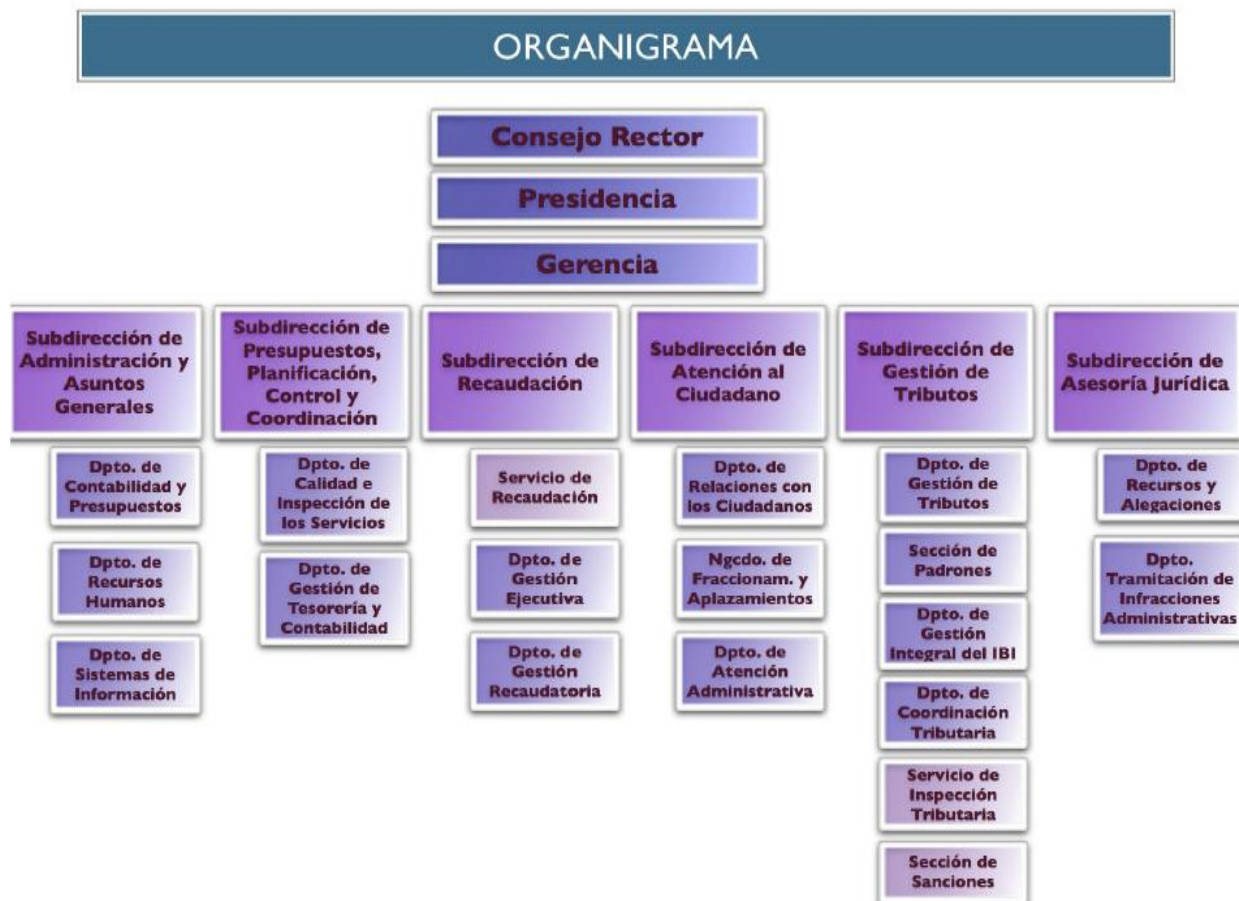 ORGANIGRAMA
Consejo Rector
Presidencia
Gerencia
Subdirección de
Administración y
Asuntos
Generales
Dpto. de
Contabilidad y
Presupuestos
Dpto. de
Recursos
Humanos
Dpto. de
Sistemas de
Información
Subdirección de
Presupuestos,
Planificación,
Control y
Coordinación
Dpto. de
Calidad e
Inspección de
los Servicios
Dpto. de
Gestión de
Tesorería y
Contabilidad
Subdirección de
Recaudación
Servicio de
Recaudación
Dpto. de
Gestión
Ejecutiva
Dpto. de
Gestión
Recaudatoria
Subdirección de
Atención al
Ciudadano
Dpto. de
Relaciones con
los Ciudadanos
Ngcdo. de
Fraccionam. y
Aplazamientos
Dpto. de
Atención
Administrativa
Subdirección de
Gestión de
Tributos
Dpto. de
Gestión de
Tributos
Sección de
Padrones
Dpto. de
Gestión
Integral del IBI
Dpto. de
Coordinación
Tributaria
Servicio de
Inspección
Tributaria
Sección de
Sanciones
Subdirección de
Asesoría Jurídica
Dpto. de
Recursos y
Alegaciones
Dpto.
Tramitación de
Infracciones
Administrativas